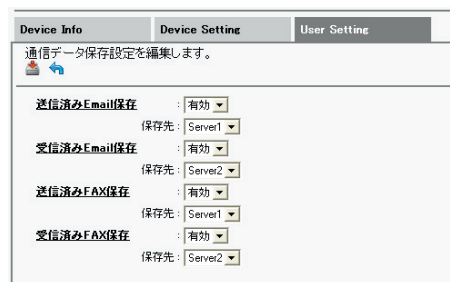 Device Info Device Setting User Setting
通信データ保存設定を編集します。
送信済みEmail保存 : 有効
保存先 : Server1
受信済みEmail保存 : 有効
保存先 : Server2
送信済みFAX保存 : 有効
保存先 : Server1
受信済みFAX保存 : 有効
保存先 : Server2